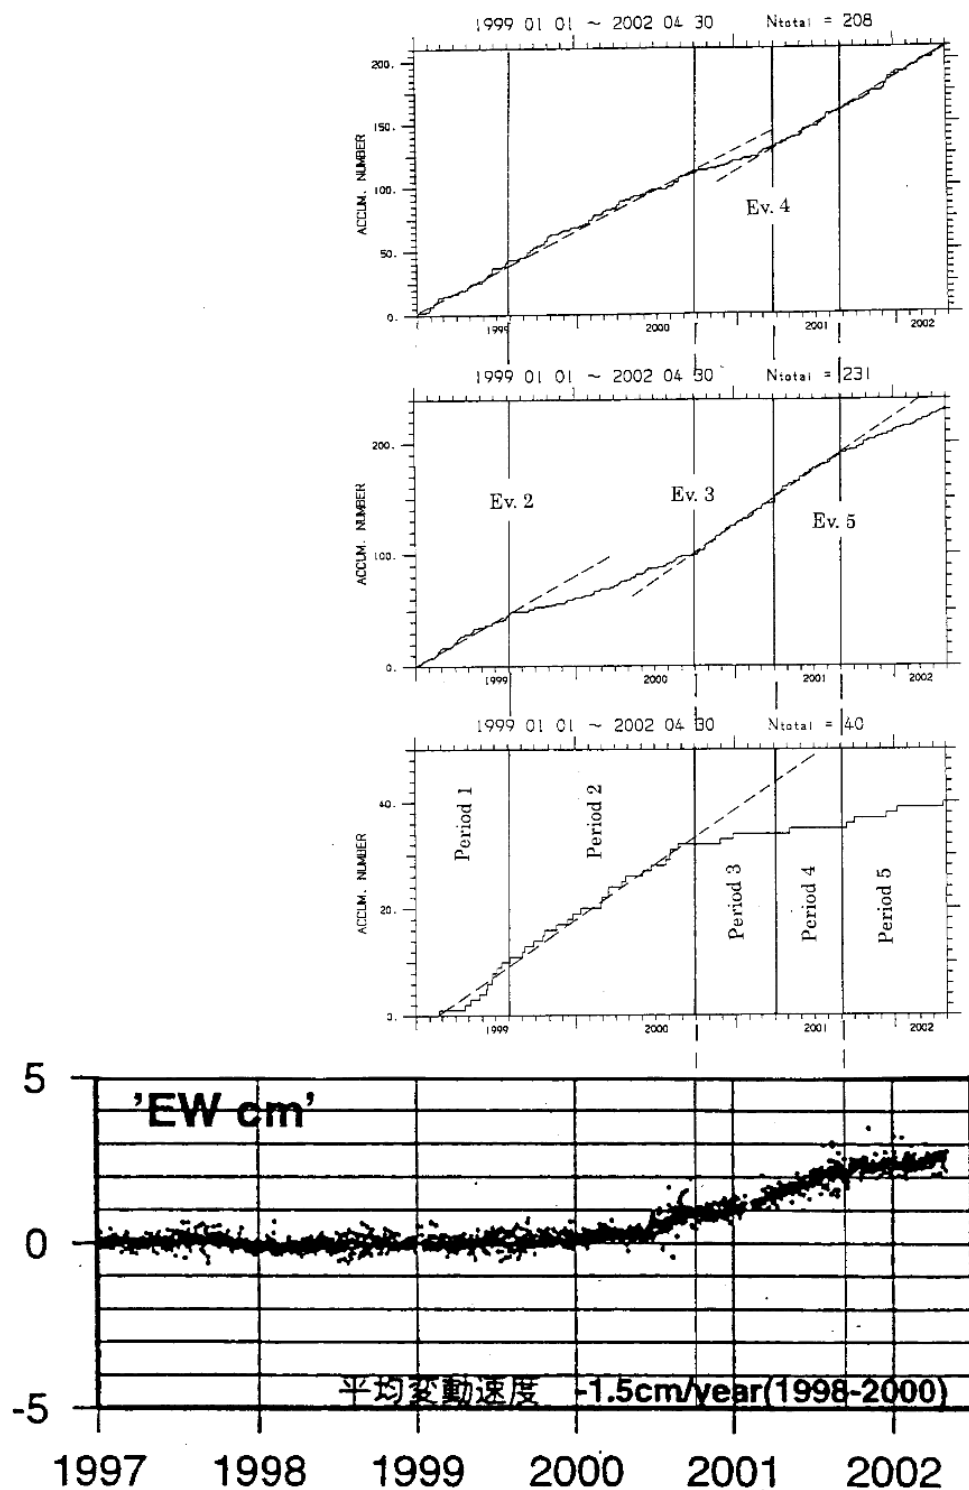 1999 01 01 ~ 2002 04 30 Ntotal = 208
200.
150.
100.
50.
0.
ACCUM. NUMBER
Ev. 4
1999 2000 2001 2002
1999 01 01 ~ 2002 04 30 Ntotal = 231
200.
100.
0.
ACCUM. NUMBER
Ev. 2
Ev. 3
Ev. 5
1999 2000 2001 2002
1999 01 01 ~ 2002 04 30 Ntotal = 40
40.
20.
0.
ACCUM. NUMBER
Period 1
Period 2
Period 3
Period 4
Period 5
1999 2000 2001 2002
5
0
-5
'EW cm'
平均変動速度 -1.5cm/year(1998-2000)
1997 1998 1999 2000 2001 2002